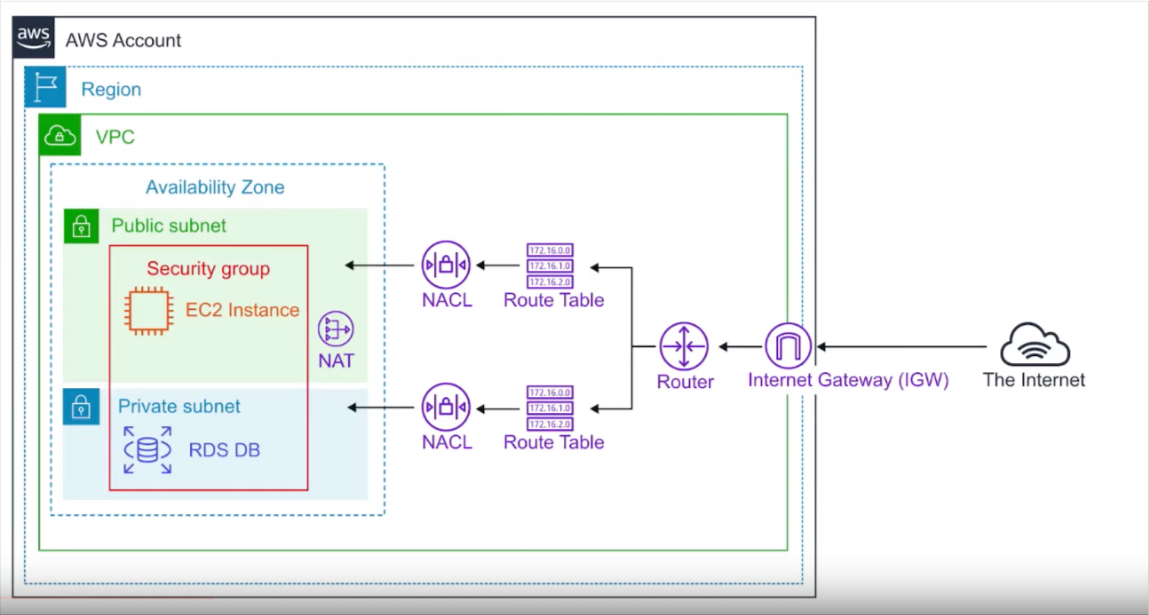 aws
AWS Account
Region
VPC
Availability Zone
Public subnet
Security group
EC2 Instance
NAT
Private subnet
RDS DB
NACL
172.16.0.0
172.16.1.0
172.16.2.0
Route Table
NACL
172.16.0.0
172.16.1.0
172.16.2.0
Route Table
Router
Internet Gateway (IGW)
The Internet